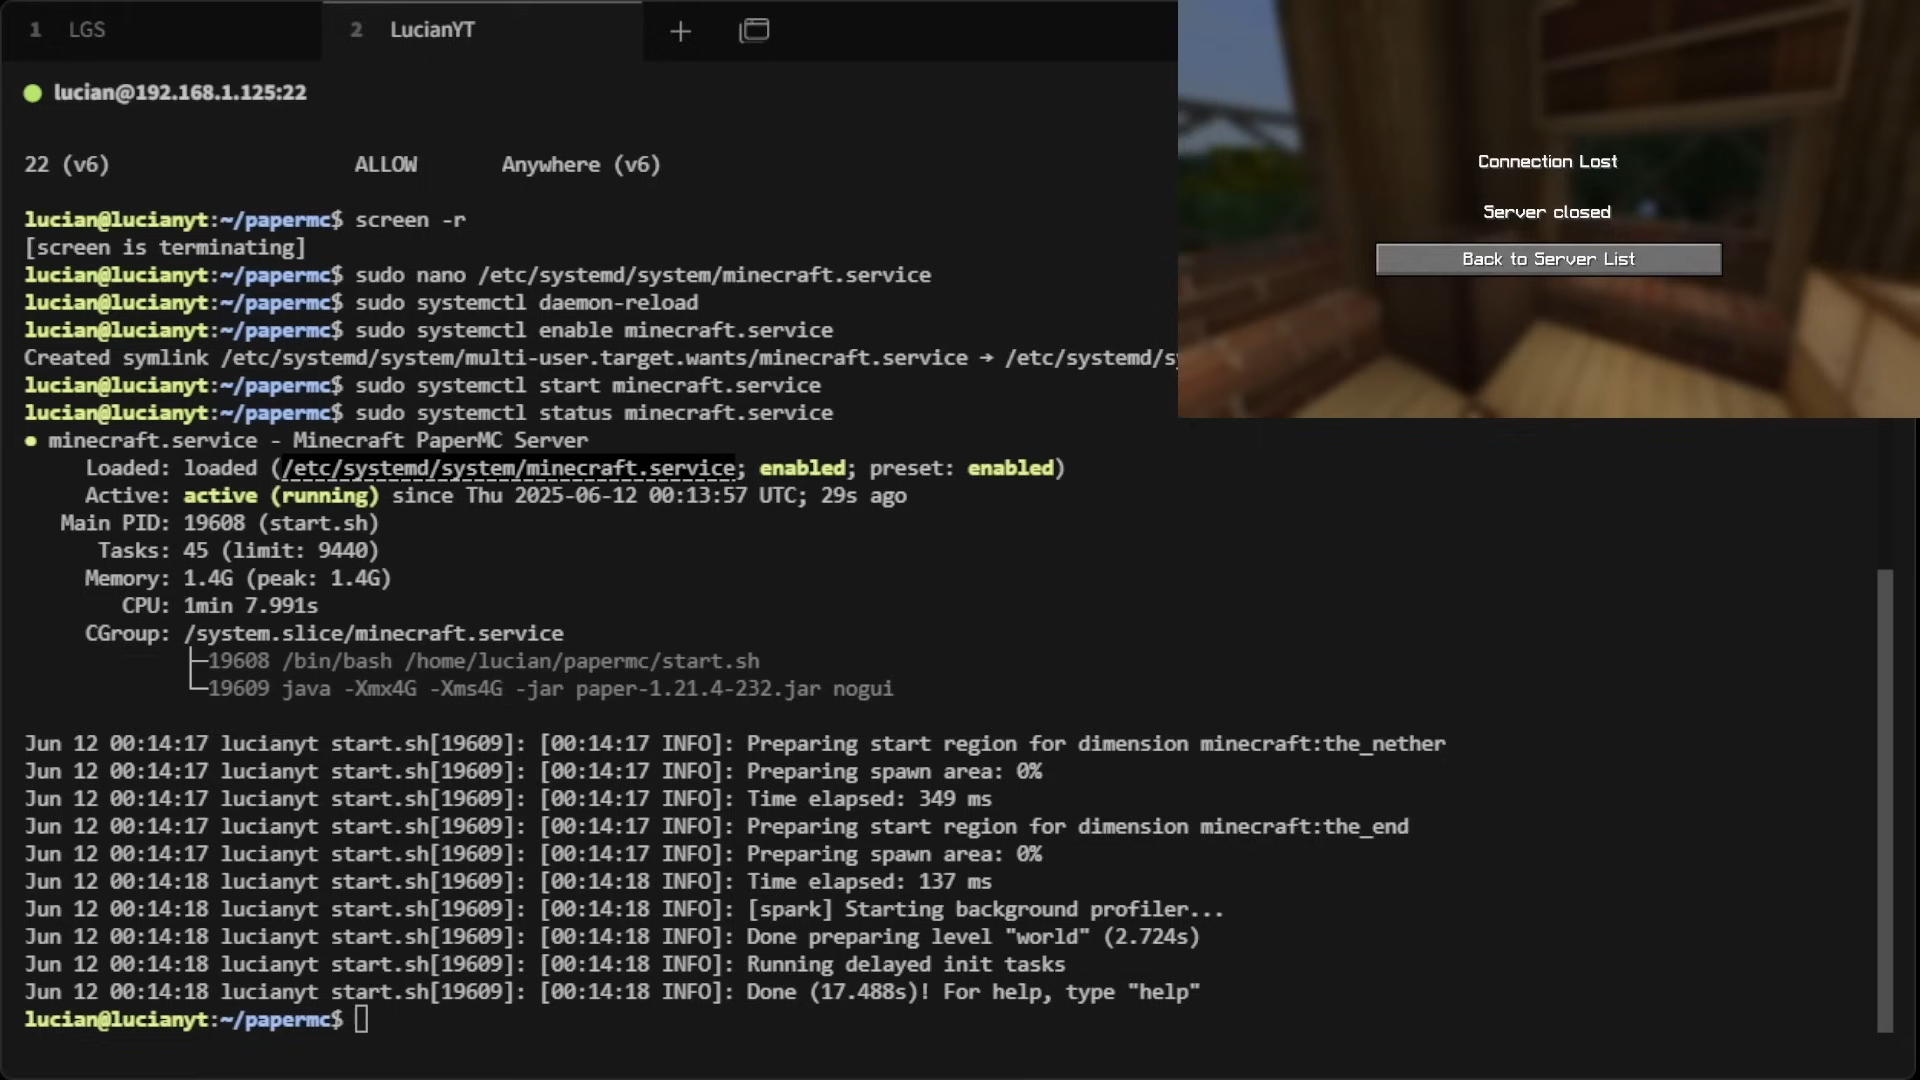 1 LGS
2 LucianYT
lucian@192.168.1.125:22
22 (v6) ALLOW Anywhere (v6)
lucian@lucianyt:~/papermc$ screen -r
[screen is terminating]
lucian@lucianyt:~/papermc$ sudo nano /etc/systemd/system/minecraft.service
lucian@lucianyt:~/papermc$ sudo systemctl daemon-reload
lucian@lucianyt:~/papermc$ sudo systemctl enable minecraft.service
Created symlink /etc/systemd/system/multi-user.target.wants/minecraft.service → /etc/systemd/s
lucian@lucianyt:~/papermc$ sudo systemctl start minecraft.service
lucian@lucianyt:~/papermc$ sudo systemctl status minecraft.service
● minecraft.service - Minecraft PaperMC Server
Loaded: loaded (/etc/systemd/system/minecraft.service; enabled; preset: enabled)
Active: active (running) since Thu 2025-06-12 00:13:57 UTC; 29s ago
Main PID: 19608 (start.sh)
Tasks: 45 (limit: 9440)
Memory: 1.4G (peak: 1.4G)
CPU: 1min 7.991s
CGroup: /system.slice/minecraft.service
├─19608 /bin/bash /home/lucian/papermc/start.sh
└─19609 java -Xmx4G -Xms4G -jar paper-1.21.4-232.jar nogui
Jun 12 00:14:17 lucianyt start.sh[19609]: [00:14:17 INFO]: Preparing start region for dimension minecraft:the_nether
Jun 12 00:14:17 lucianyt start.sh[19609]: [00:14:17 INFO]: Preparing spawn area: 0%
Jun 12 00:14:17 lucianyt start.sh[19609]: [00:14:17 INFO]: Time elapsed: 349 ms
Jun 12 00:14:17 lucianyt start.sh[19609]: [00:14:17 INFO]: Preparing start region for dimension minecraft:the_end
Jun 12 00:14:17 lucianyt start.sh[19609]: [00:14:17 INFO]: Preparing spawn area: 0%
Jun 12 00:14:18 lucianyt start.sh[19609]: [00:14:18 INFO]: Time elapsed: 137 ms
Jun 12 00:14:18 lucianyt start.sh[19609]: [00:14:18 INFO]: [spark] Starting background profiler...
Jun 12 00:14:18 lucianyt start.sh[19609]: [00:14:18 INFO]: Done preparing level "world" (2.724s)
Jun 12 00:14:18 lucianyt start.sh[19609]: [00:14:18 INFO]: Running delayed init tasks
Jun 12 00:14:18 lucianyt start.sh[19609]: [00:14:18 INFO]: Done (17.488s)! For help, type "help"
lucian@lucianyt:~/papermc$
Connection Lost
Server closed
Back to Server List